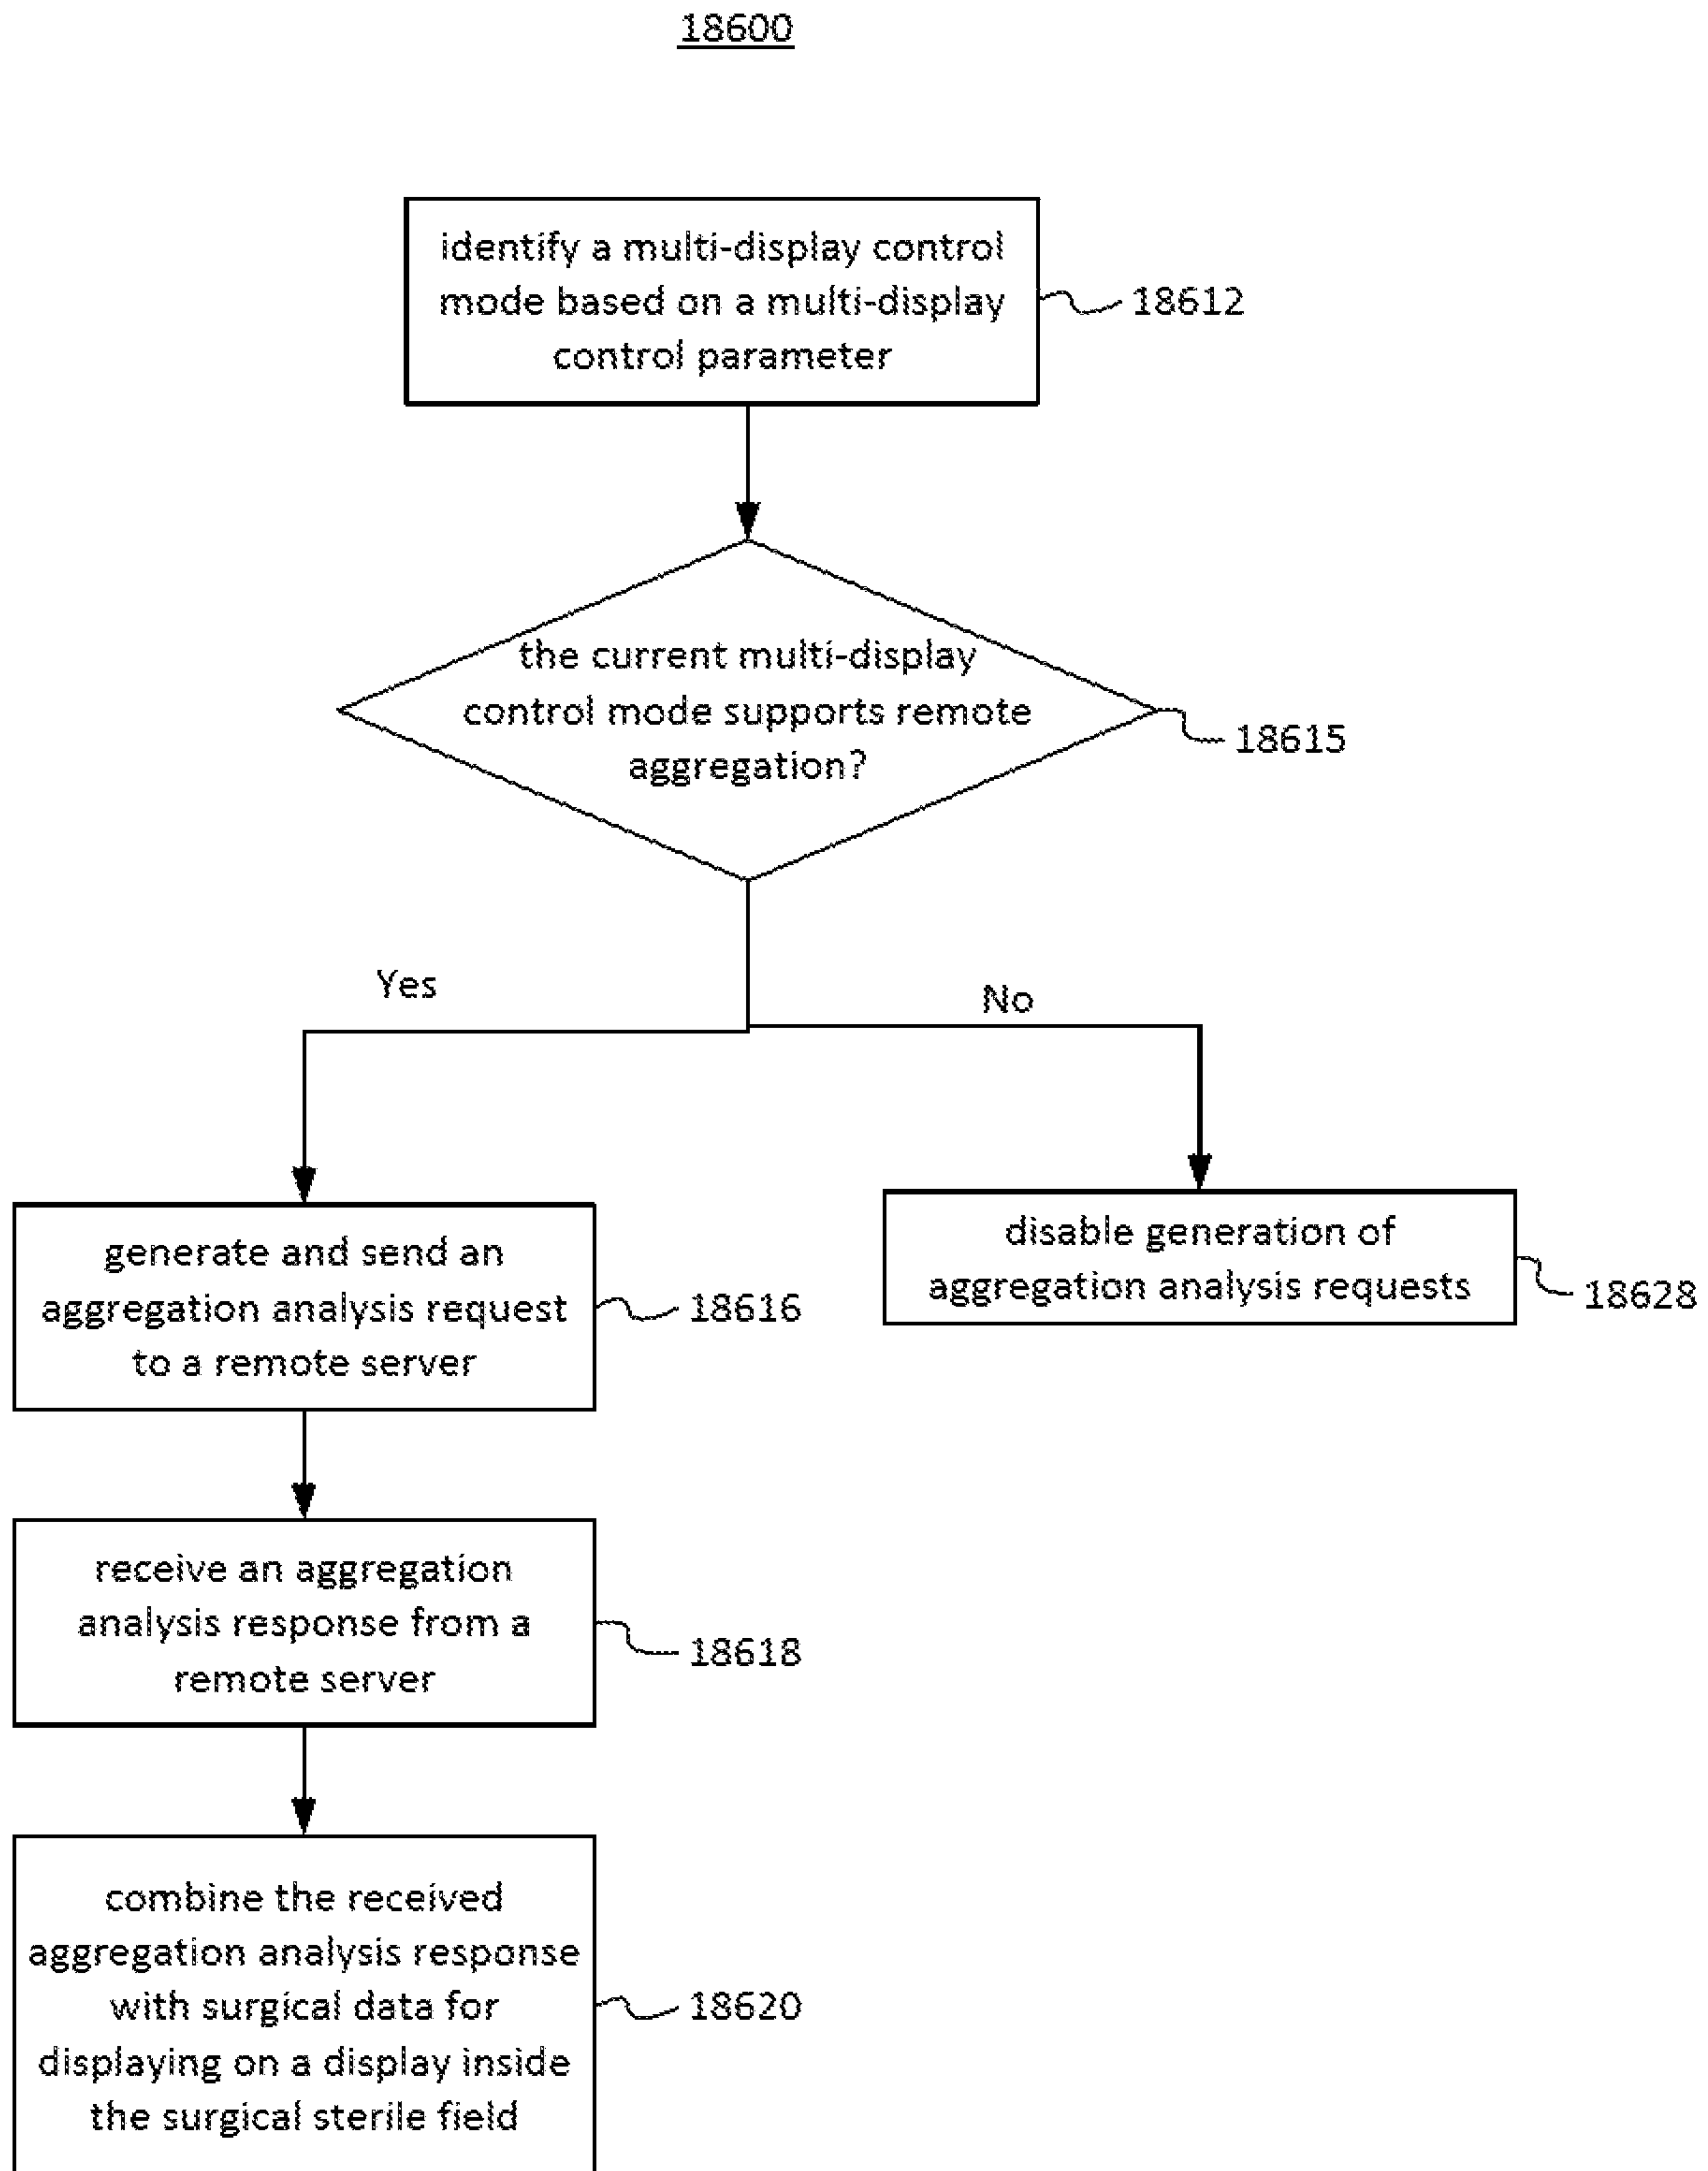 18600
identify a multi-display control
mode based on a multi-display
control parameter
18612
the current multi-display
control mode supports remote
aggregation?
18615
Yes
No
generate and send an
aggregation analysis request
to a remote server
18616
disable generation of
aggregation analysis requests
18628
receive an aggregation
analysis response from a
remote server
18618
combine the received
aggregation analysis response
with surgical data for
displaying on a display inside
the surgical sterile field
18620